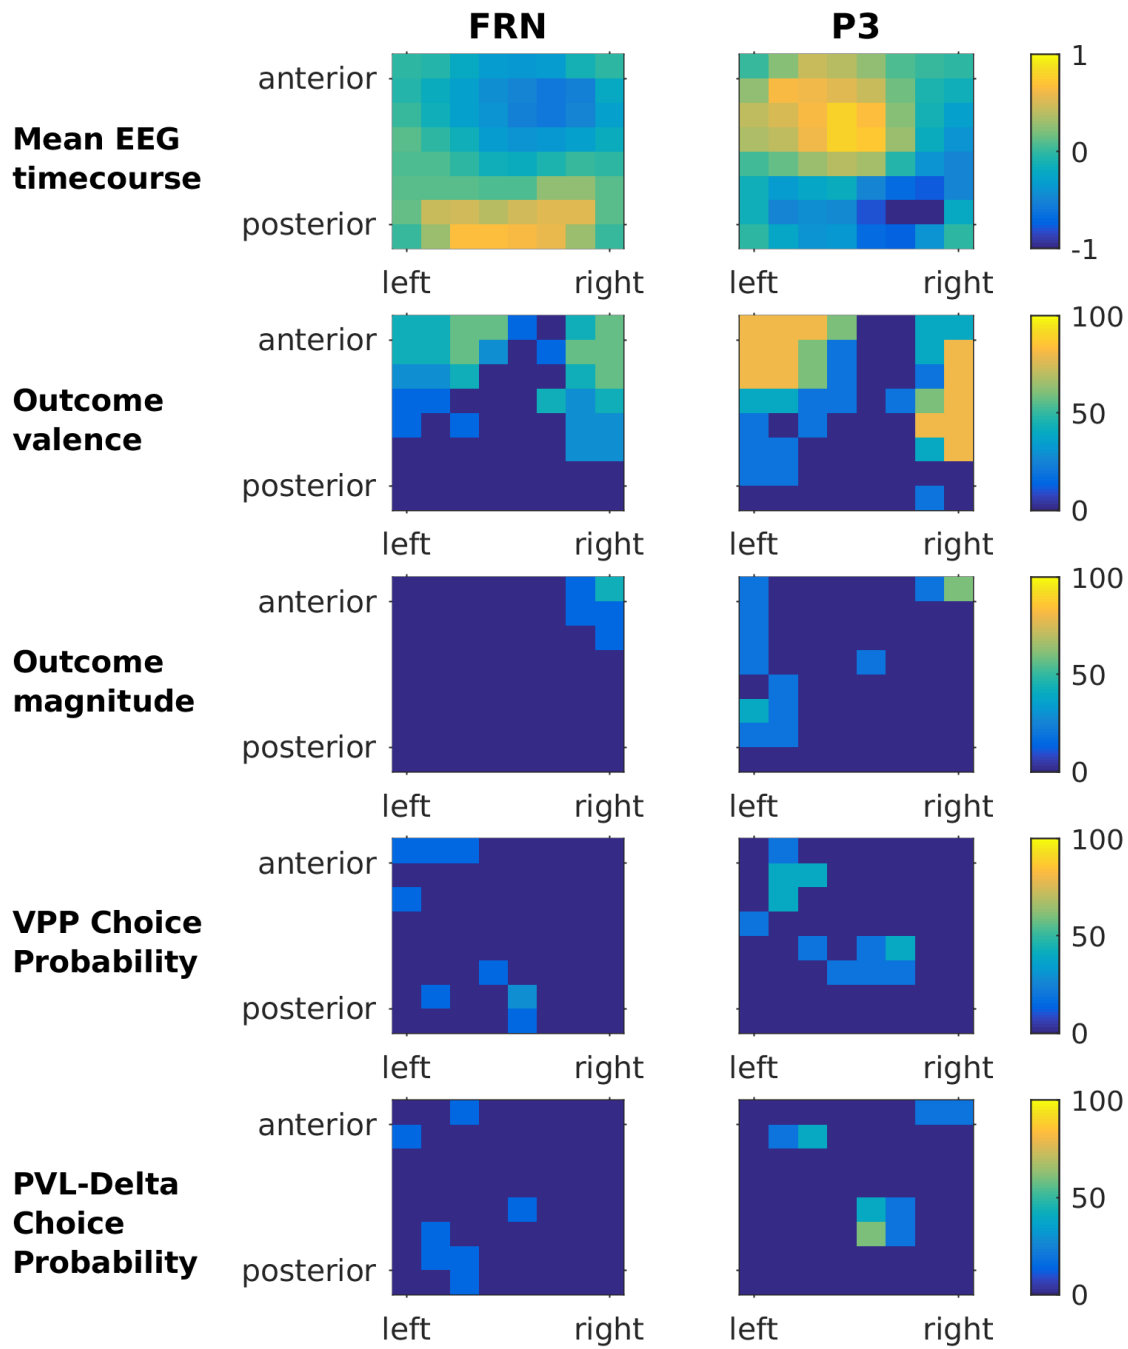 FRN P3
anterior
Mean EEG
timecourse
posterior
left right left right
1
0
-1
anterior
Outcome
valence
posterior
left right left right
100
50
0
anterior
Outcome
magnitude
posterior
left right left right
100
50
0
anterior
VPP Choice
Probability
posterior
left right left right
100
50
0
anterior
PVL-Delta
Choice
Probability
posterior
left right left right
100
50
0